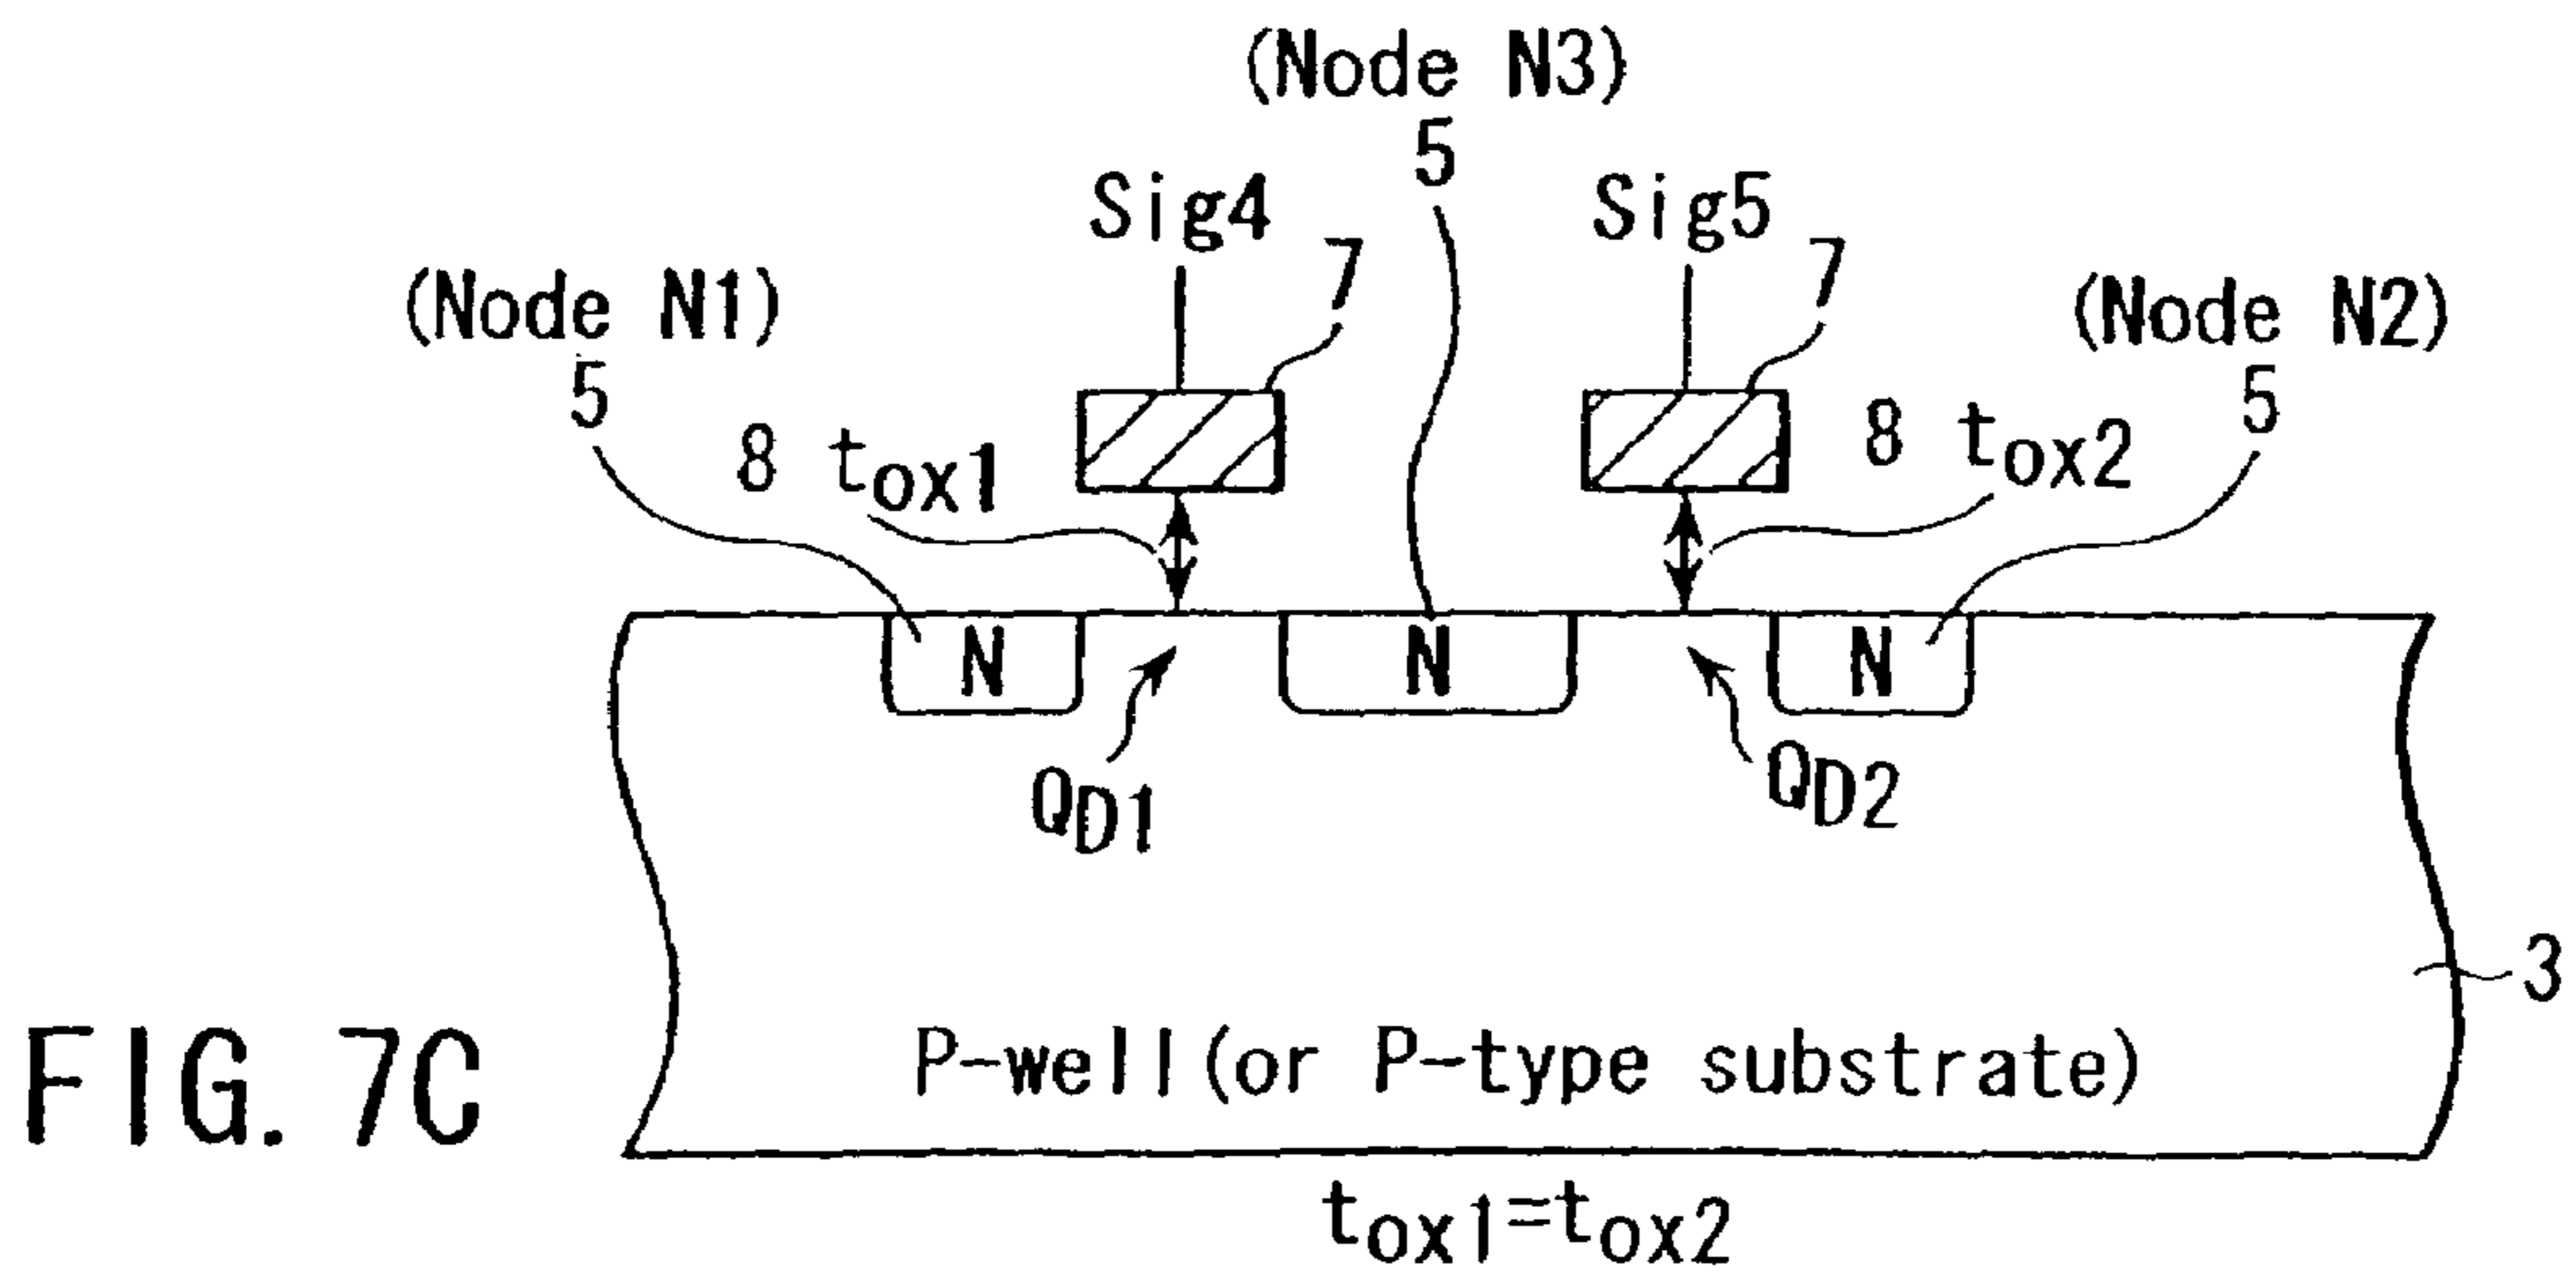 (Node N3)
5
Sig4
7
Sig5
7
(Node N1)
5
(Node N2)
5
8 tox1
8 tox2
N
N
N
QD1
QD2
3
P-well(or P-type substrate)
FIG. 7C
tox1=tox2